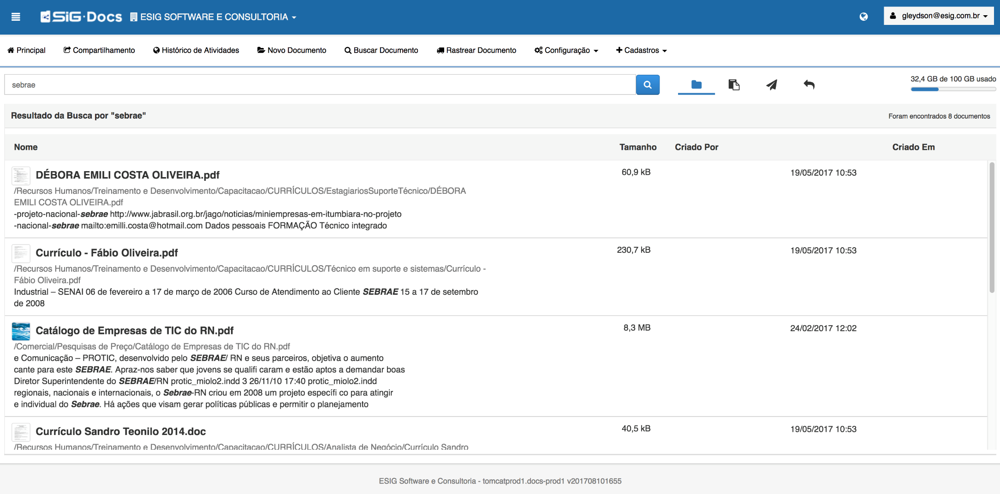 SiG·Docs ESIG SOFTWARE E CONSULTORIA gleydson@esig.com.br
Principal Compartilhamento Histórico de Atividades Novo Documento Buscar Documento Rastrear Documento Configuração Cadastros
sebrae
32,4 GB de 100 GB usado
Resultado da Busca por "sebrae" Foram encontrados 8 documentos
Nome Tamanho Criado Por Criado Em
DÉBORA EMILI COSTA OLIVEIRA.pdf 60,9 kB 19/05/2017 10:53
/Recursos Humanos/Treinamento e Desenvolvimento/Capacitacao/CURRÍCULOS/EstagiariosSuporteTécnico/DÉBORA
EMILI COSTA OLIVEIRA.pdf
-projeto-nacional-sebrae http://www.jabrasil.org.br/jago/noticias/miniempresas-em-itumbiara-no-projeto
-nacional-sebrae mailto:emilli.costa@hotmail.com Dados pessoais FORMAÇÃO Técnico integrado
Currículo - Fábio Oliveira.pdf 230,7 kB 19/05/2017 10:53
/Recursos Humanos/Treinamento e Desenvolvimento/Capacitacao/CURRÍCULOS/Técnico em suporte e sistemas/Currículo -
Fábio Oliveira.pdf
Industrial – SENAI 06 de fevereiro a 17 de março de 2006 Curso de Atendimento ao Cliente SEBRAE 15 a 17 de setembro
de 2008
Catálogo de Empresas de TIC do RN.pdf 8,3 MB 24/02/2017 12:02
/Comercial/Pesquisas de Preço/Catálogo de Empresas de TIC do RN.pdf
e Comunicação – PROTIC, desenvolvido pelo SEBRAE/ RN e seus parceiros, objetiva o aumento
cante para este SEBRAE. Apraz-nos saber que jovens se qualifi caram e estão aptos a demandar boas
Diretor Superintendente do SEBRAE/RN protic_miolo2.indd 3 26/11/10 17:40 protic_miolo2.indd
regionais, nacionais e internacionais, o Sebrae-RN criou em 2008 um projeto específi co para atingir
e individual do Sebrae. Há ações que visam gerar políticas públicas e permitir o planejamento
Currículo Sandro Teonilo 2014.doc 40,5 kB 19/05/2017 10:53
/Recursos Humanos/Treinamento e Desenvolvimento/Capacitacao/CURRÍCULOS/Analista de Negócio/Currículo Sandro
ESIG Software e Consultoria - tomcatprod1.docs-prod1 v201708101655